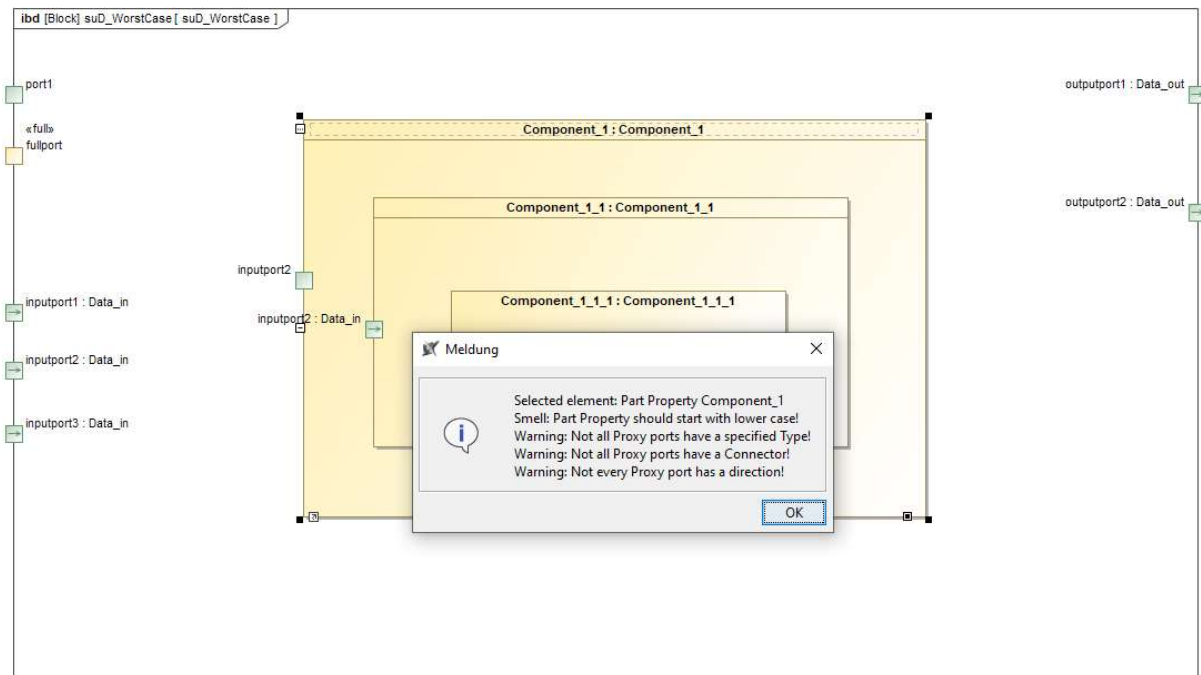 ibd [Block] suD_WorstCase [ suD_WorstCase ]
port1
«full»
fullport
inputport1 : Data_in
inputport2 : Data_in
inputport3 : Data_in
outputport1 : Data_out
outputport2 : Data_out
Component_1 : Component_1
Component_1_1 : Component_1_1
inputport2
inputport2 : Data_in
Component_1_1_1 : Component_1_1_1
Meldung
Selected element: Part Property Component_1
Smell: Part Property should start with lower case!
Warning: Not all Proxy ports have a specified Type!
Warning: Not all Proxy ports have a Connector!
Warning: Not every Proxy port has a direction!
OK